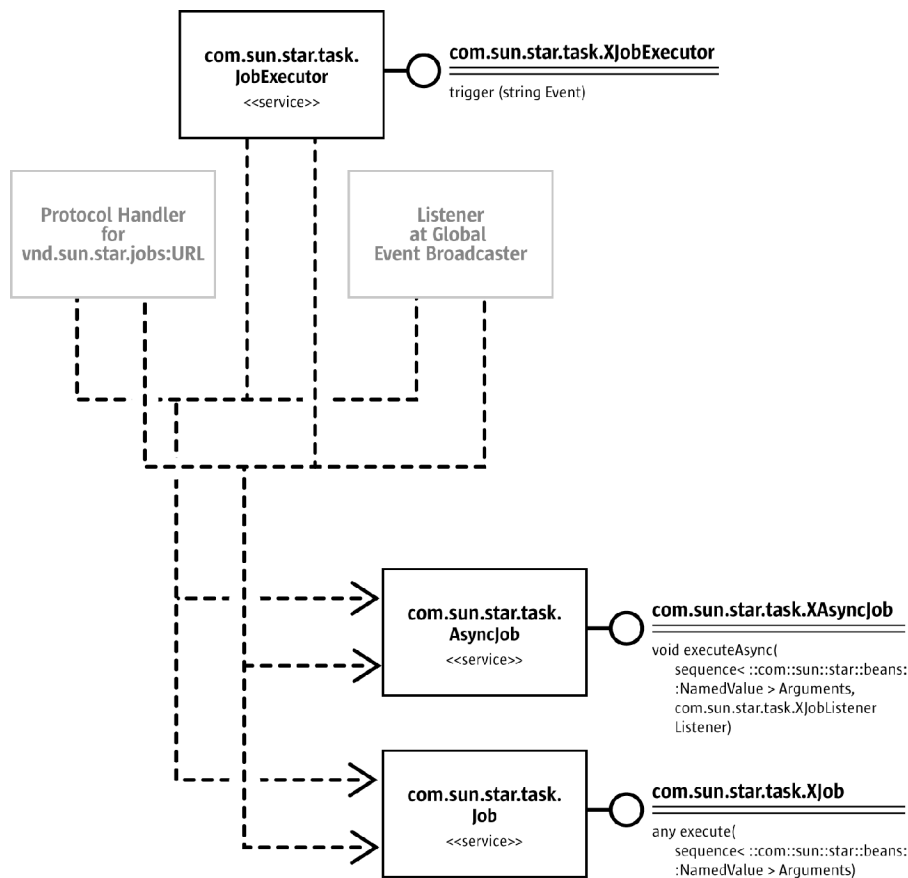 com.sun.star.task.
JobExecutor
<<service>>
com.sun.star.task.XJobExecutor
trigger (string Event)
Protocol Handler
for
vnd.sun.star.jobs:URL
Listener
at Global
Event Broadcaster
com.sun.star.task.
AsyncJob
<<service>>
com.sun.star.task.XAsyncJob
void executeAsync(
sequence< ::com::sun::star::beans:
:NamedValue > Arguments,
com.sun.star.task.XJobListener
Listener)
com.sun.star.task.
Job
<<service>>
com.sun.star.task.XJob
any execute(
sequence< ::com::sun::star::beans:
:NamedValue > Arguments)